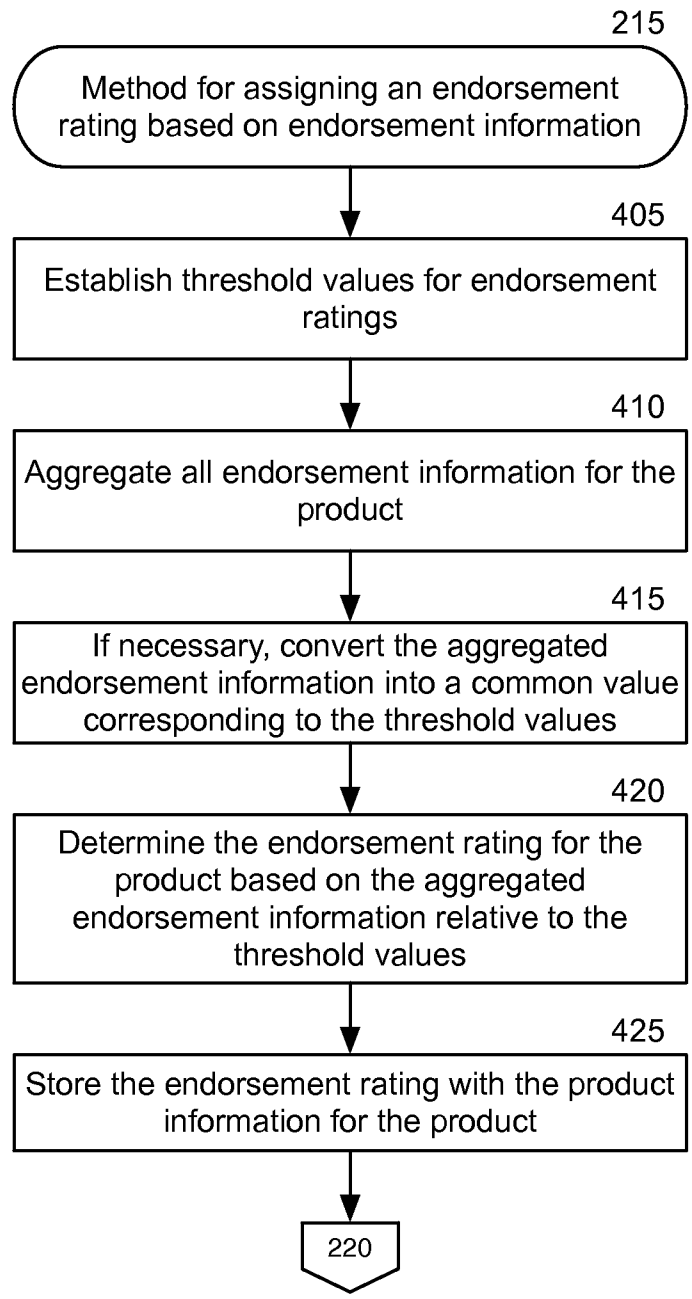 215
Method for assigning an endorsement
rating based on endorsement information
405
Establish threshold values for endorsement
ratings
410
Aggregate all endorsement information for the
product
415
If necessary, convert the aggregated
endorsement information into a common value
corresponding to the threshold values
420
Determine the endorsement rating for the
product based on the aggregated
endorsement information relative to the
threshold values
425
Store the endorsement rating with the product
information for the product
220